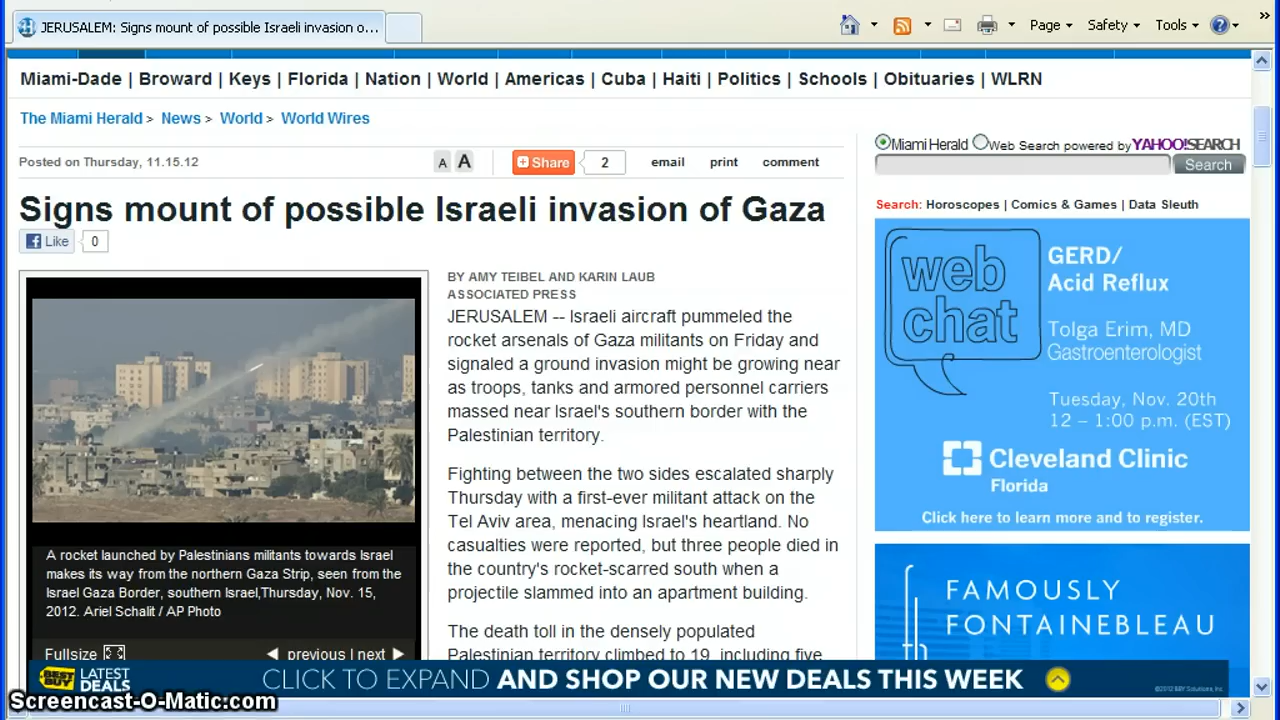 JERUSALEM: Signs mount of possible Israeli invasion o...
Page
Safety
Tools
Miami-Dade | Broward | Keys | Florida | Nation | World | Americas | Cuba | Haiti | Politics | Schools | Obituaries | WLRN
The Miami Herald > News > World > World Wires
Posted on Thursday, 11.15.12
A A
Share 2
email print comment
Signs mount of possible Israeli invasion of Gaza
Like 0
BY AMY TEIBEL AND KARIN LAUB
ASSOCIATED PRESS
JERUSALEM -- Israeli aircraft pummeled the
rocket arsenals of Gaza militants on Friday and
signaled a ground invasion might be growing near
as troops, tanks and armored personnel carriers
massed near Israel's southern border with the
Palestinian territory.
Fighting between the two sides escalated sharply
Thursday with a first-ever militant attack on the
Tel Aviv area, menacing Israel's heartland. No
casualties were reported, but three people died in
the country's rocket-scarred south when a
projectile slammed into an apartment building.
The death toll in the densely populated
Palestinian territory climbed to 19, including five
A rocket launched by Palestinians militants towards Israel
makes its way from the northern Gaza Strip, seen from the
Israel Gaza Border, southern Israel,Thursday, Nov. 15,
2012. Ariel Schalit / AP Photo
Fullsize
previous | next
Miami Herald Web Search powered by YAHOO! SEARCH
Search
Search: Horoscopes | Comics & Games | Data Sleuth
web
chat
GERD/
Acid Reflux
Tolga Erim, MD
Gastroenterologist
Tuesday, Nov. 20th
12 – 1:00 p.m. (EST)
Cleveland Clinic
Florida
Click here to learn more and to register.
FAMOUSLY
FONTAINEBLEAU
BEST BUY
LATEST
DEALS
CLICK TO EXPAND AND SHOP OUR NEW DEALS THIS WEEK
Screencast-O-Matic.com